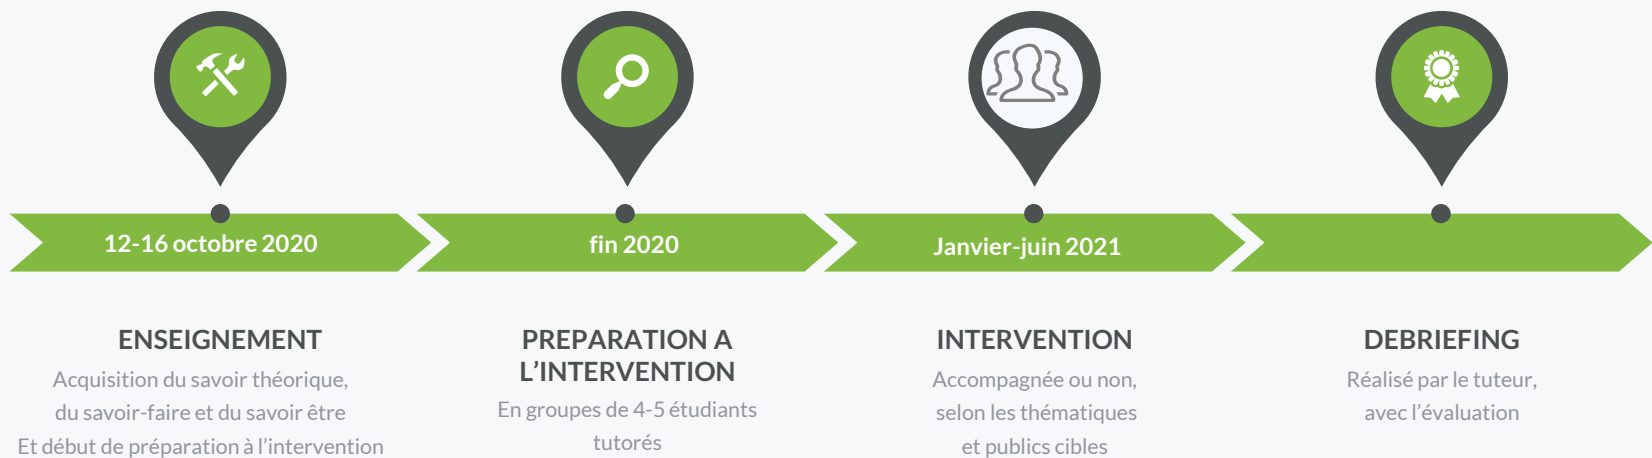 12-16 octobre 2020
fin 2020
Janvier-juin 2021
ENSEIGNEMENT
Acquisition du savoir théorique,
du savoir-faire et du savoir être
Et début de préparation à l’intervention
PREPARATION A
L’INTERVENTION
En groupes de 4-5 étudiants
tutorés
INTERVENTION
Accompagnée ou non,
selon les thématiques
et publics cibles
DEBRIEFING
Réalisé par le tuteur,
avec l’évaluation